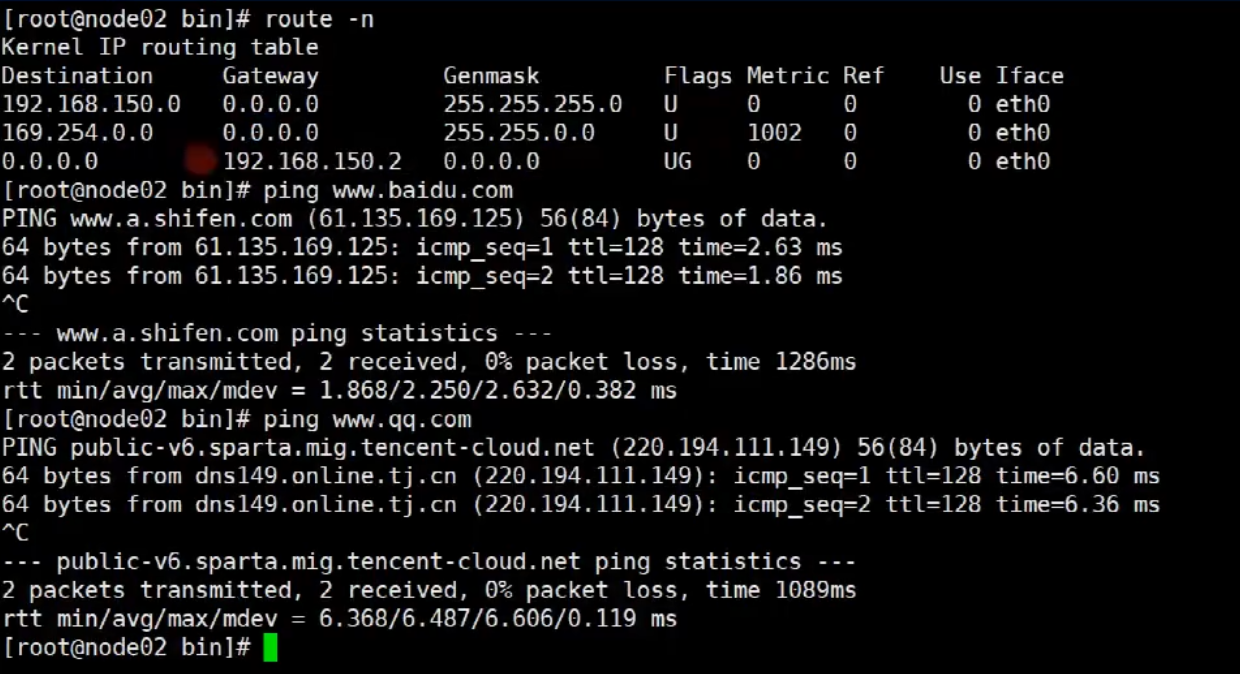 [root@node02 bin]# route -n
Kernel IP routing table
Destination     Gateway         Genmask         Flags Metric Ref    Use Iface
192.168.150.0   0.0.0.0         255.255.255.0   U     0      0        0 eth0
169.254.0.0     0.0.0.0         255.255.0.0     U     1002   0        0 eth0
0.0.0.0         192.168.150.2   0.0.0.0         UG    0      0        0 eth0
[root@node02 bin]# ping www.baidu.com
PING www.a.shifen.com (61.135.169.125) 56(84) bytes of data.
64 bytes from 61.135.169.125: icmp_seq=1 ttl=128 time=2.63 ms
64 bytes from 61.135.169.125: icmp_seq=2 ttl=128 time=1.86 ms
^C
--- www.a.shifen.com ping statistics ---
2 packets transmitted, 2 received, 0% packet loss, time 1286ms
rtt min/avg/max/mdev = 1.868/2.250/2.632/0.382 ms
[root@node02 bin]# ping www.qq.com
PING public-v6.sparta.mig.tencent-cloud.net (220.194.111.149) 56(84) bytes of data.
64 bytes from dns149.online.tj.cn (220.194.111.149): icmp_seq=1 ttl=128 time=6.60 ms
64 bytes from dns149.online.tj.cn (220.194.111.149): icmp_seq=2 ttl=128 time=6.36 ms
^C
--- public-v6.sparta.mig.tencent-cloud.net ping statistics ---
2 packets transmitted, 2 received, 0% packet loss, time 1089ms
rtt min/avg/max/mdev = 6.368/6.487/6.606/0.119 ms
[root@node02 bin]#